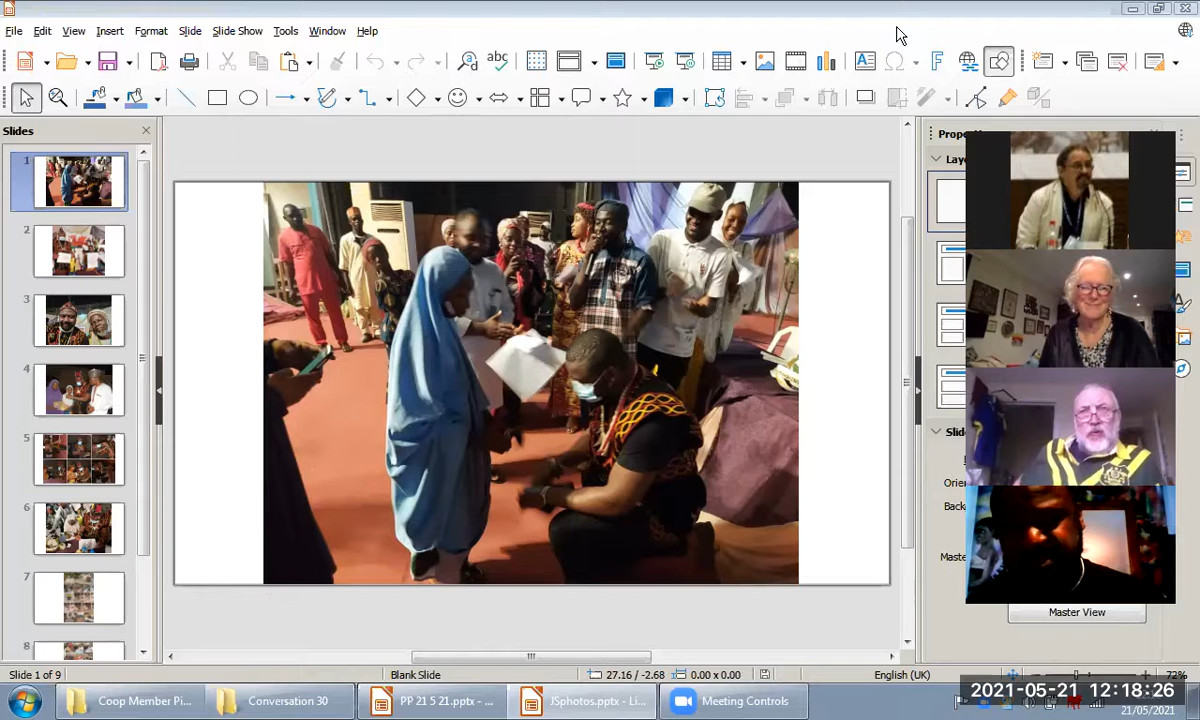 File Edit View Insert Format Slide Slide Show Tools Window Help
abc
Slides
1
2
3
4
5
6
7
8
Slide 1 of 9
Blank Slide
27.16 / -2.68
0.00 x 0.00
English (UK)
72%
Master View
Coop Member Pi...
Conversation 30
PP 21 5 21.pptx - ...
JSphotos.pptx - Li...
Meeting Controls
2021-05-21 12:18:26
21/05/2021